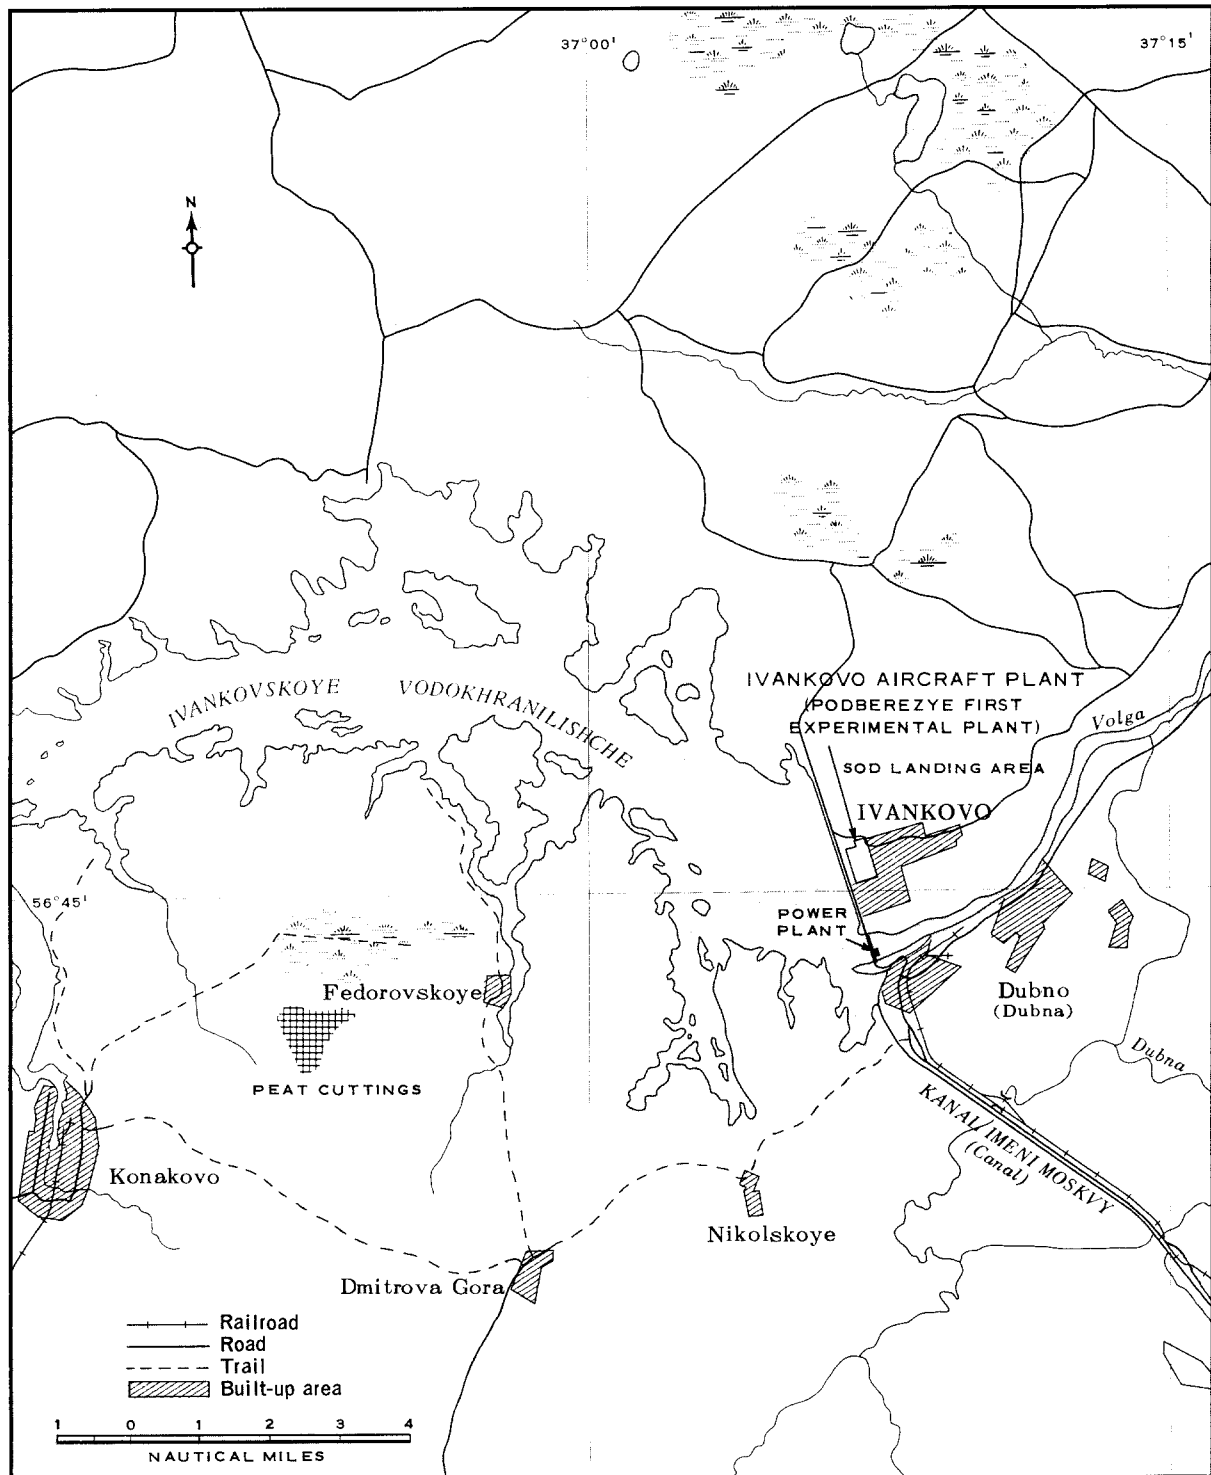 37°00'
37°15'
N
IVANKOVSKOYE VODOKHRANILISHCHE
IVANKOVO AIRCRAFT PLANT
(PODBEREZYE FIRST
EXPERIMENTAL PLANT)
Volga
SOD LANDING AREA
IVANKOVO
56°45'
POWER
PLANT
Fedorovskoye
Dubno
(Dubna)
Dubna
PEAT CUTTINGS
KANAL IMENI MOSKVY
(Canal)
Konakovo
Nikolskoye
Dmitrova Gora
Railroad
Road
Trail
Built-up area
1 0 1 2 3 4
NAUTICAL MILES